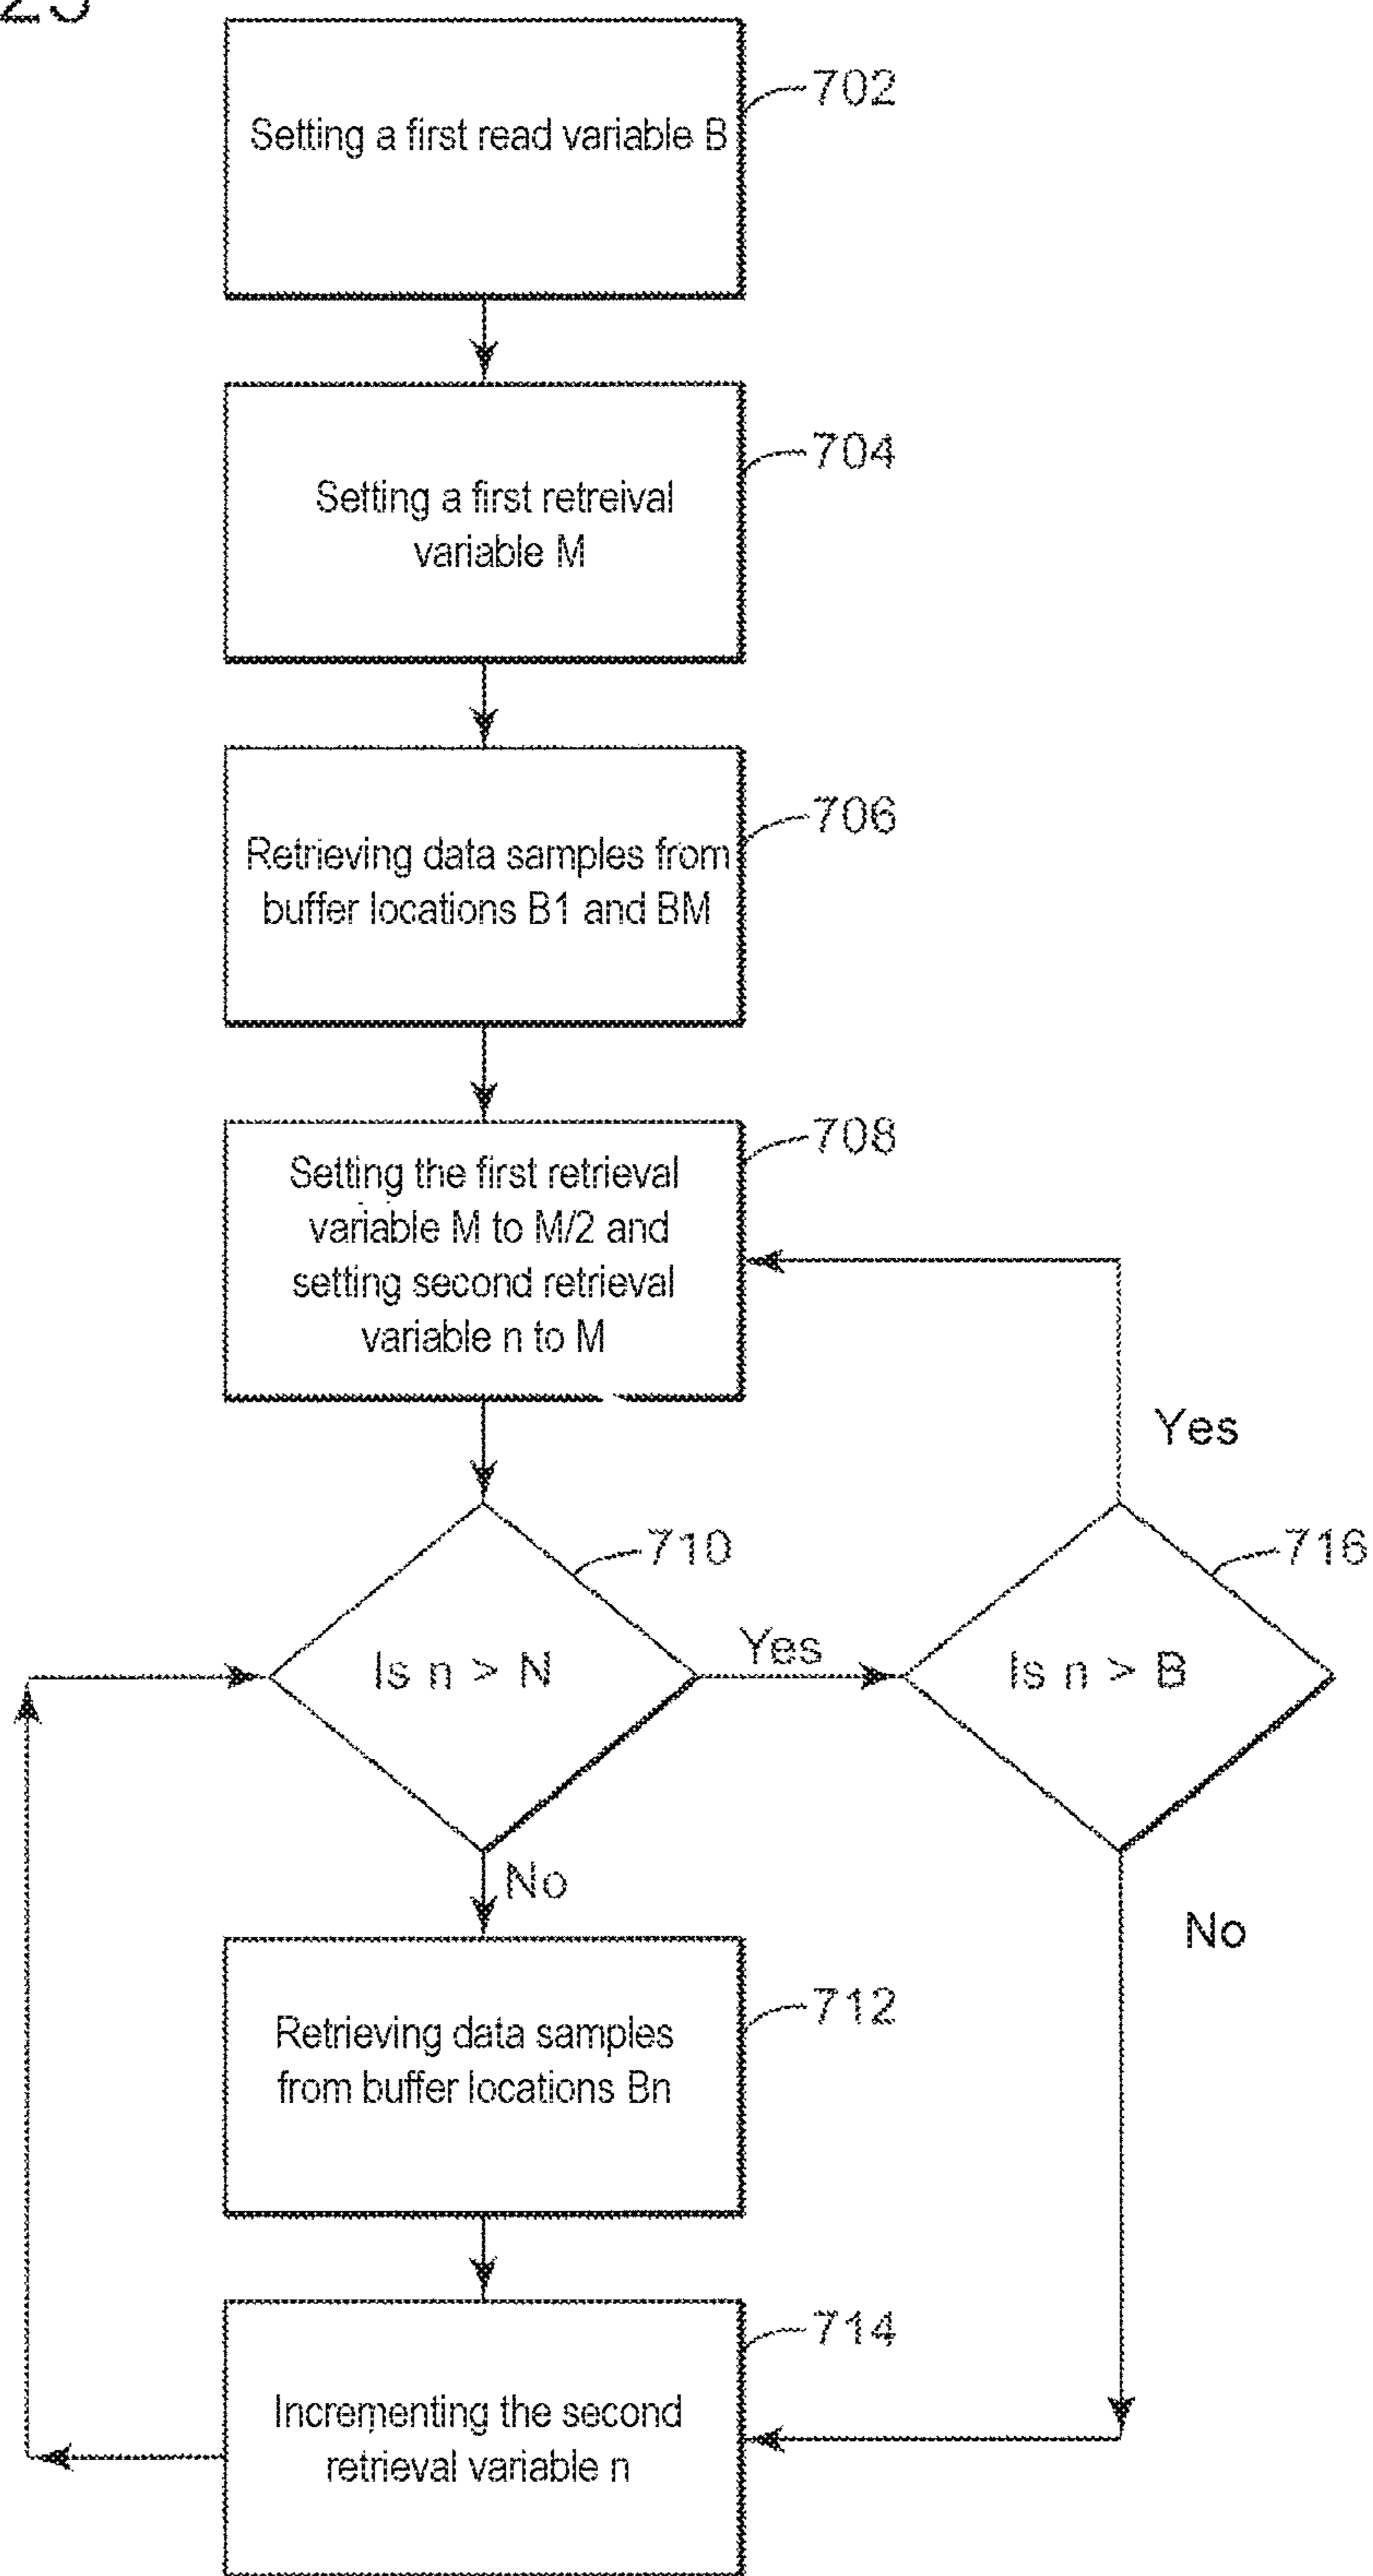 Setting a first read variable B
702
Setting a first retreival
variable M
704
Retrieving data samples from
buffer locations B1 and BM
706
Setting the first retrieval
variable M to M/2 and
setting second retrieval
variable n to M
708
Yes
Is n > N
710
Yes
Is n > B
716
No
No
Retrieving data samples
from buffer locations Bn
712
Incrementing the second
retrieval variable n
714